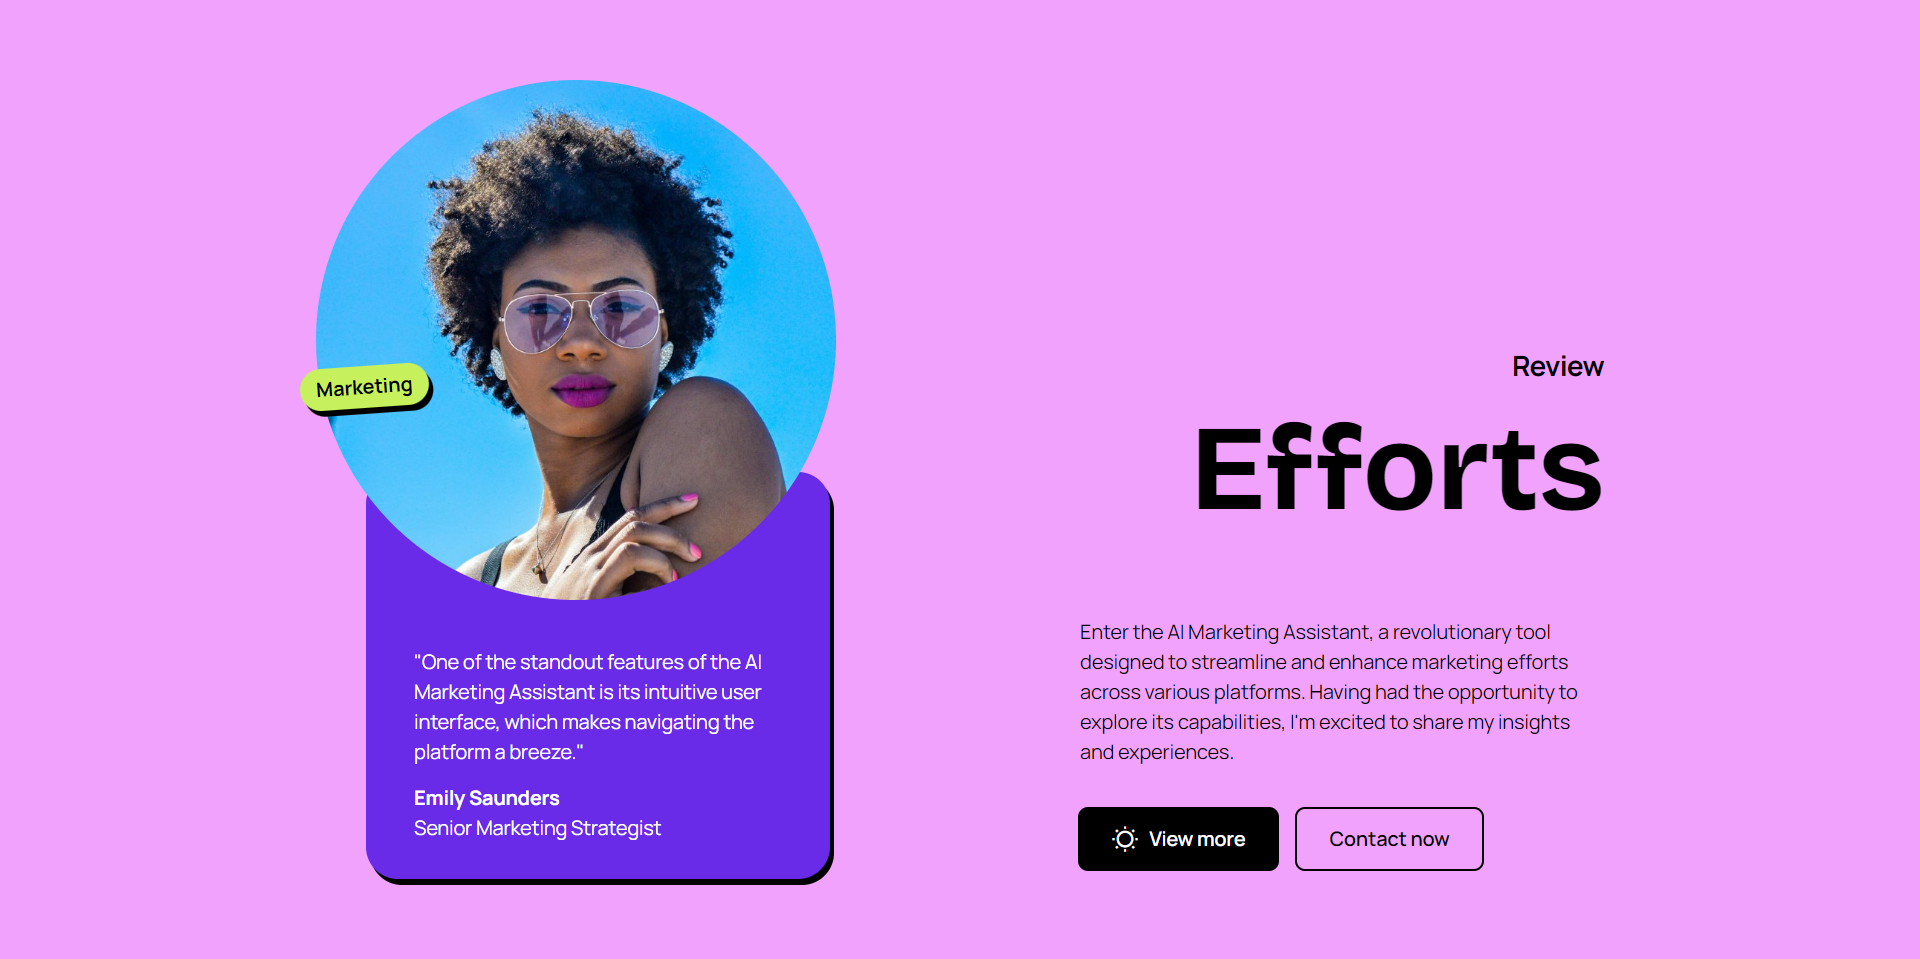 Marketing
"One of the standout features of the AI
Marketing Assistant is its intuitive user
interface, which makes navigating the
platform a breeze."
Emily Saunders
Senior Marketing Strategist
Review
Efforts
Enter the AI Marketing Assistant, a revolutionary tool
designed to streamline and enhance marketing efforts
across various platforms. Having had the opportunity to
explore its capabilities, I'm excited to share my insights
and experiences.
View more
Contact now